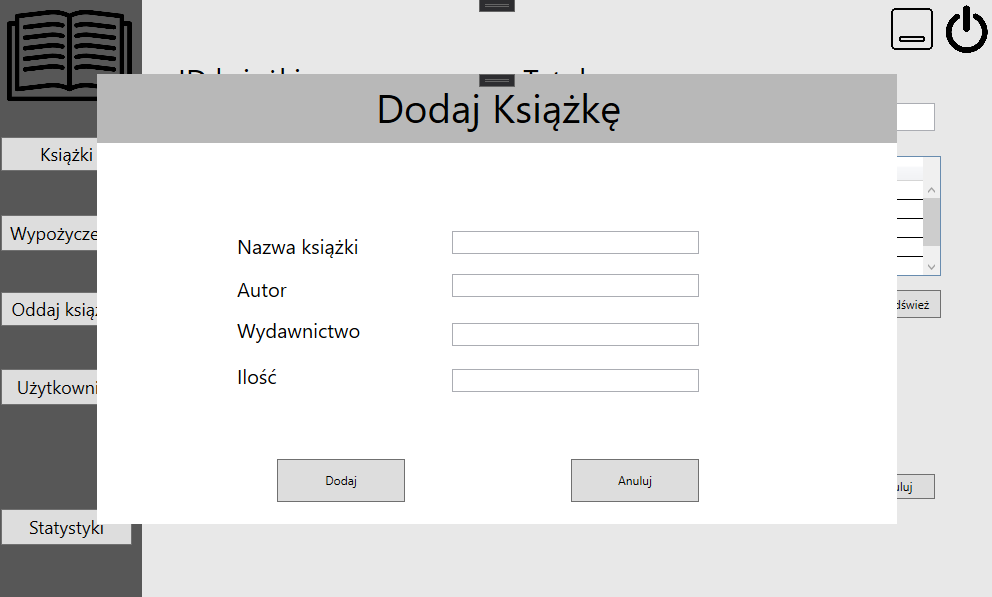 Dodaj Książkę
Książki
Nazwa książki
Autor
Wydawnictwo
Ilość
Dodaj
Anuluj
Statystyki